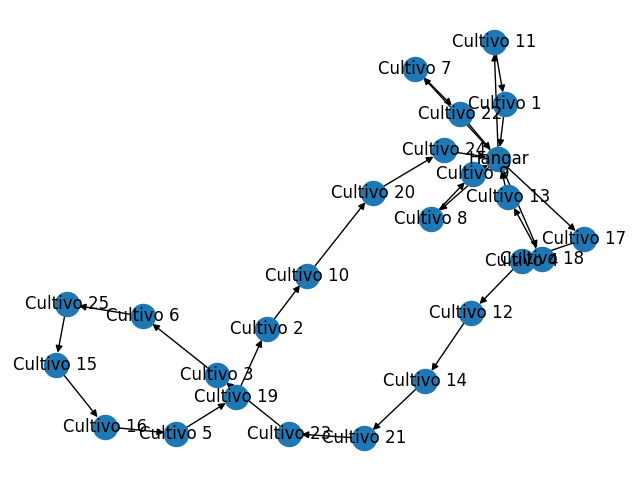 Cultivo 11
Cultivo 7
Cultivo 1
Cultivo 22
Cultivo 24
Hangar
Cultivo 9
Cultivo 20
Cultivo 13
Cultivo 8
Cultivo 17
Cultivo 4
Cultivo 18
Cultivo 10
Cultivo 25
Cultivo 6
Cultivo 12
Cultivo 2
Cultivo 15
Cultivo 3
Cultivo 14
Cultivo 19
Cultivo 16
Cultivo 5
Cultivo 23
Cultivo 21